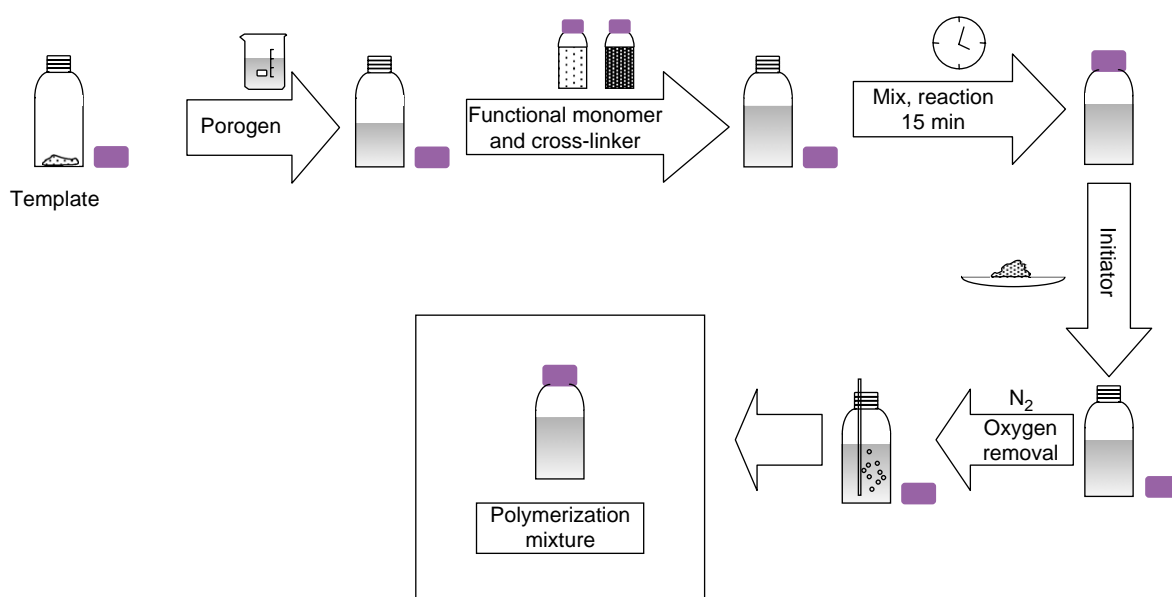 Template
Porogen
Functional monomer
and cross-linker
Mix, reaction
15 min
Initiator
N₂
Oxygen
removal
Polymerization
mixture